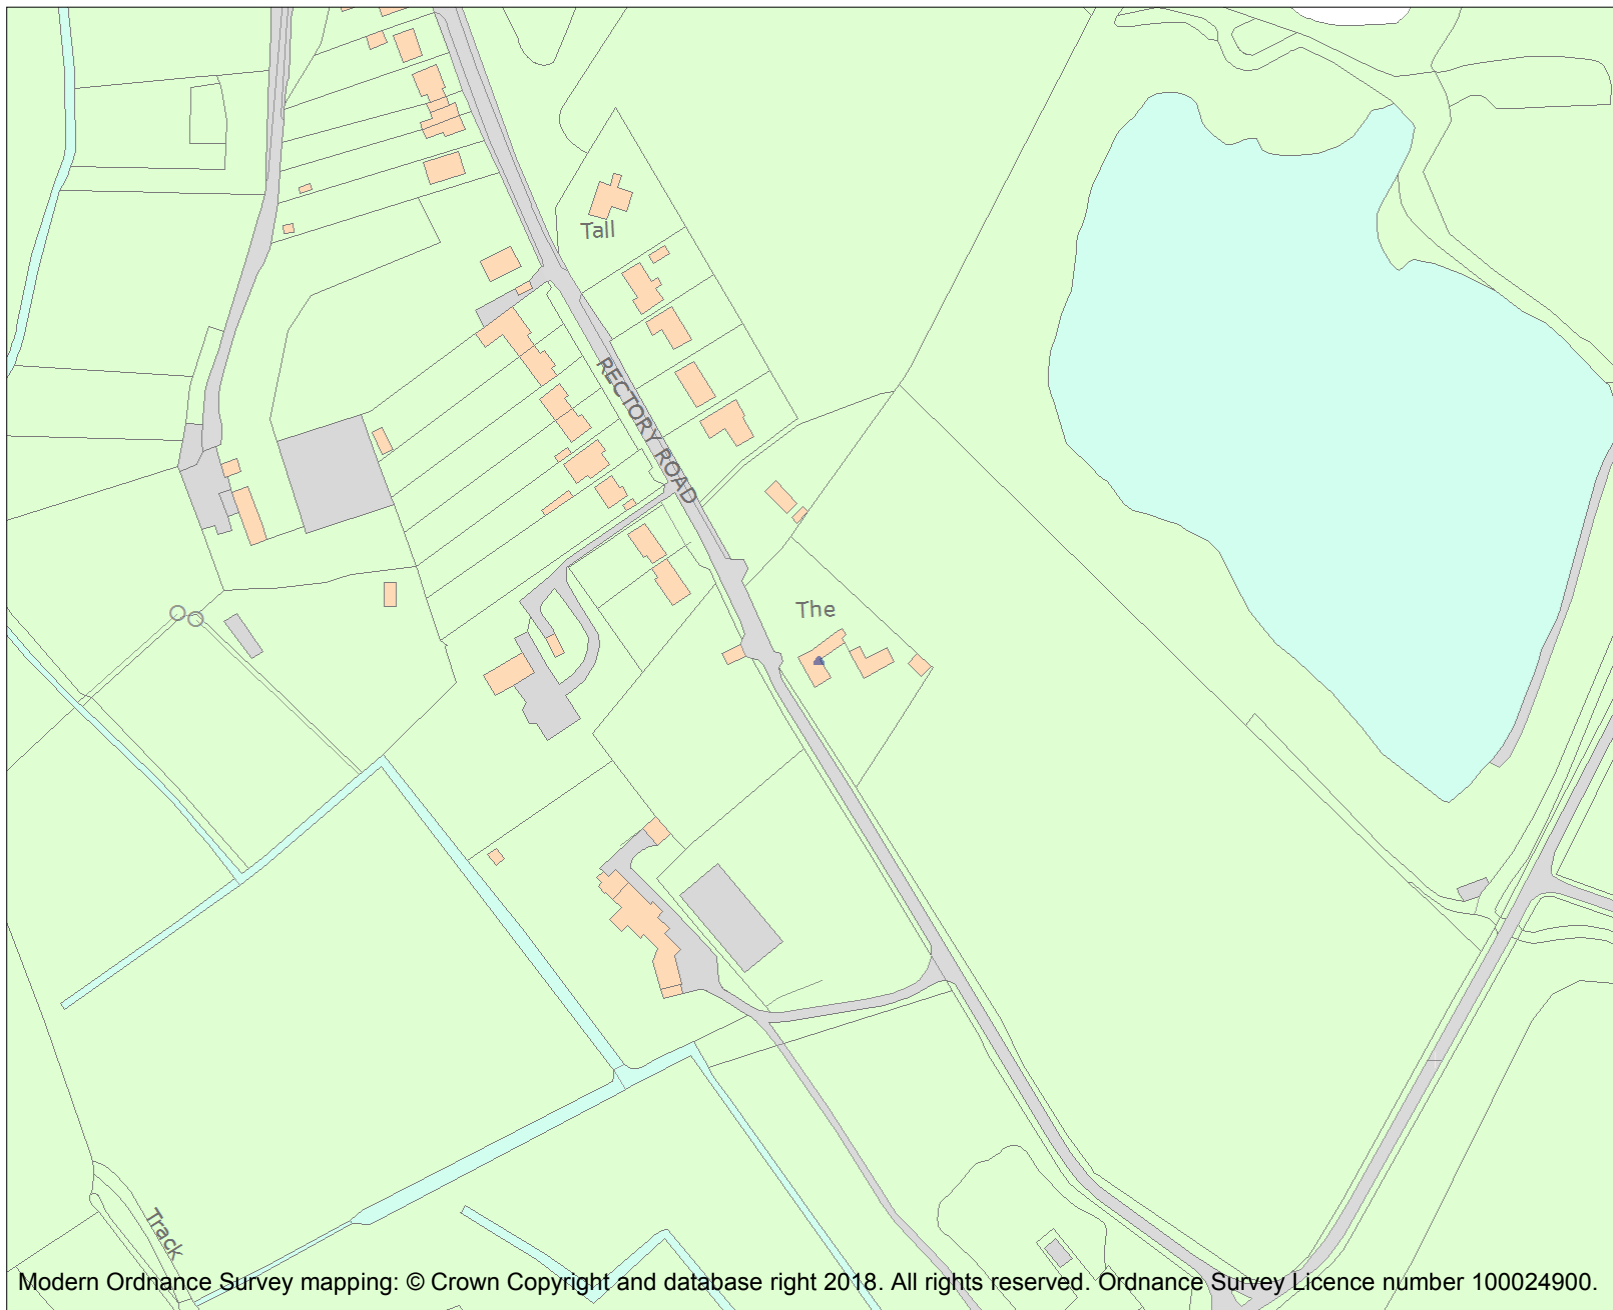 Tall
RECTORY ROAD
The
Track
Modern Ordnance Survey mapping: © Crown Copyright and database right 2018. All rights reserved. Ordnance Survey Licence number 100024900.